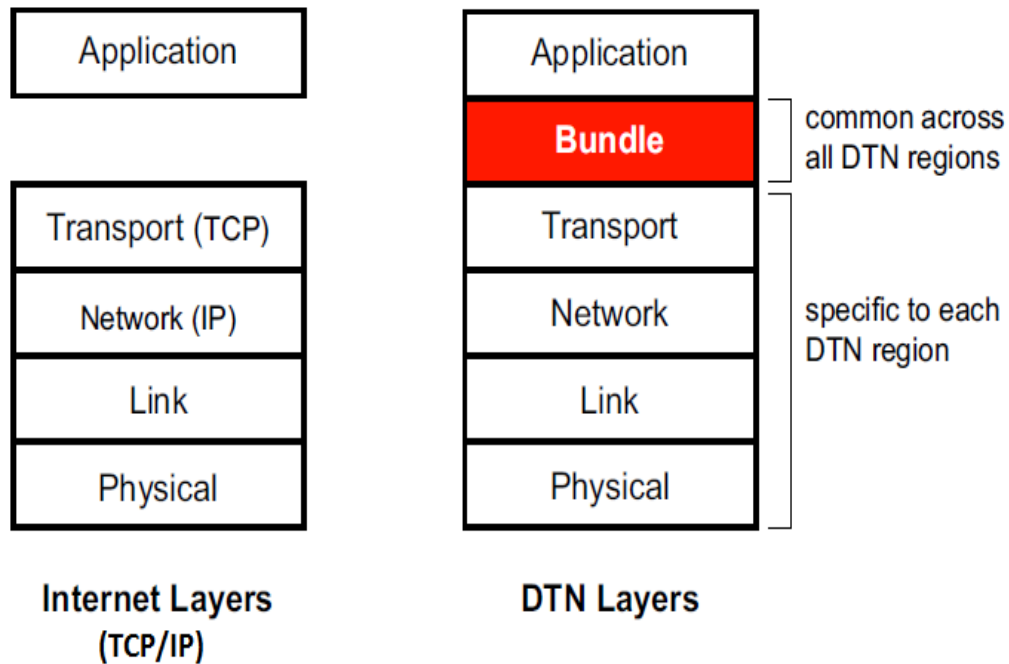 Application
Transport (TCP)
Network (IP)
Link
Physical
Internet Layers
(TCP/IP)
Application
Bundle
Transport
Network
Link
Physical
DTN Layers
common across
all DTN regions
specific to each
DTN region